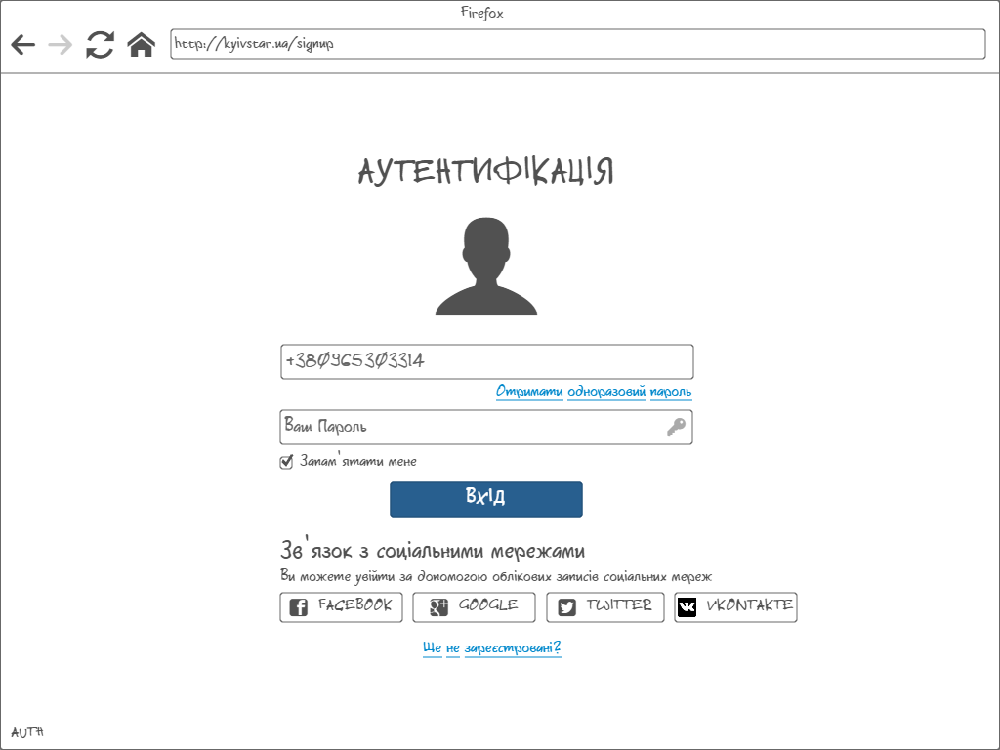 Firefox
http://kyivstar.ua/signup
АУТЕНТИФІКАЦІЯ
+380965303314
Отримати одноразовий пароль
Ваш Пароль
Запам'ятати мене
ВХІД
Зв'язок з соціальними мережами
Ви можете увійти за допомогою облікових записів соціальних мереж
FACEBOOK GOOGLE TWITTER VKONTAKTE
Ще не зареєстровані?
AUTH